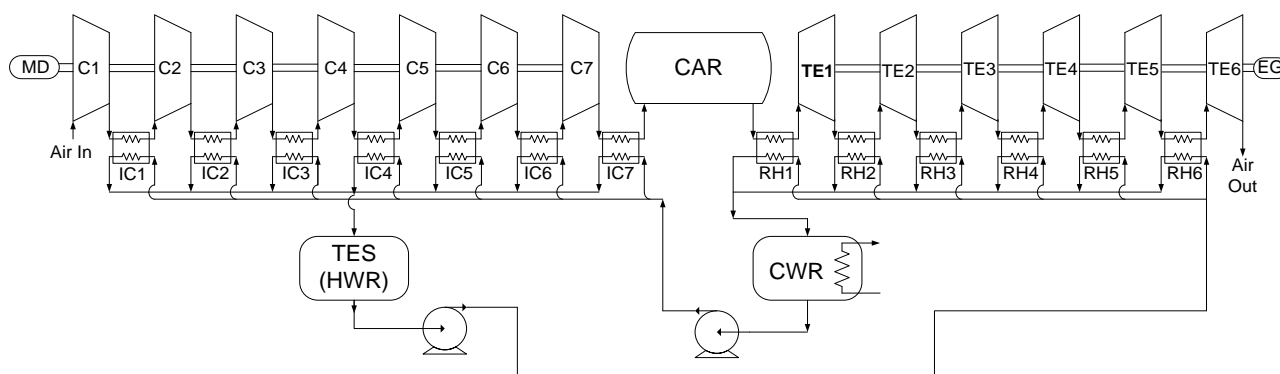 MD
C1
C2
C3
C4
C5
C6
C7
CAR
TE1
TE2
TE3
TE4
TE5
TE6
EG
Air In
IC1
IC2
IC3
IC4
IC5
IC6
IC7
RH1
RH2
RH3
RH4
RH5
RH6
Air
Out
TES
(HWR)
CWR